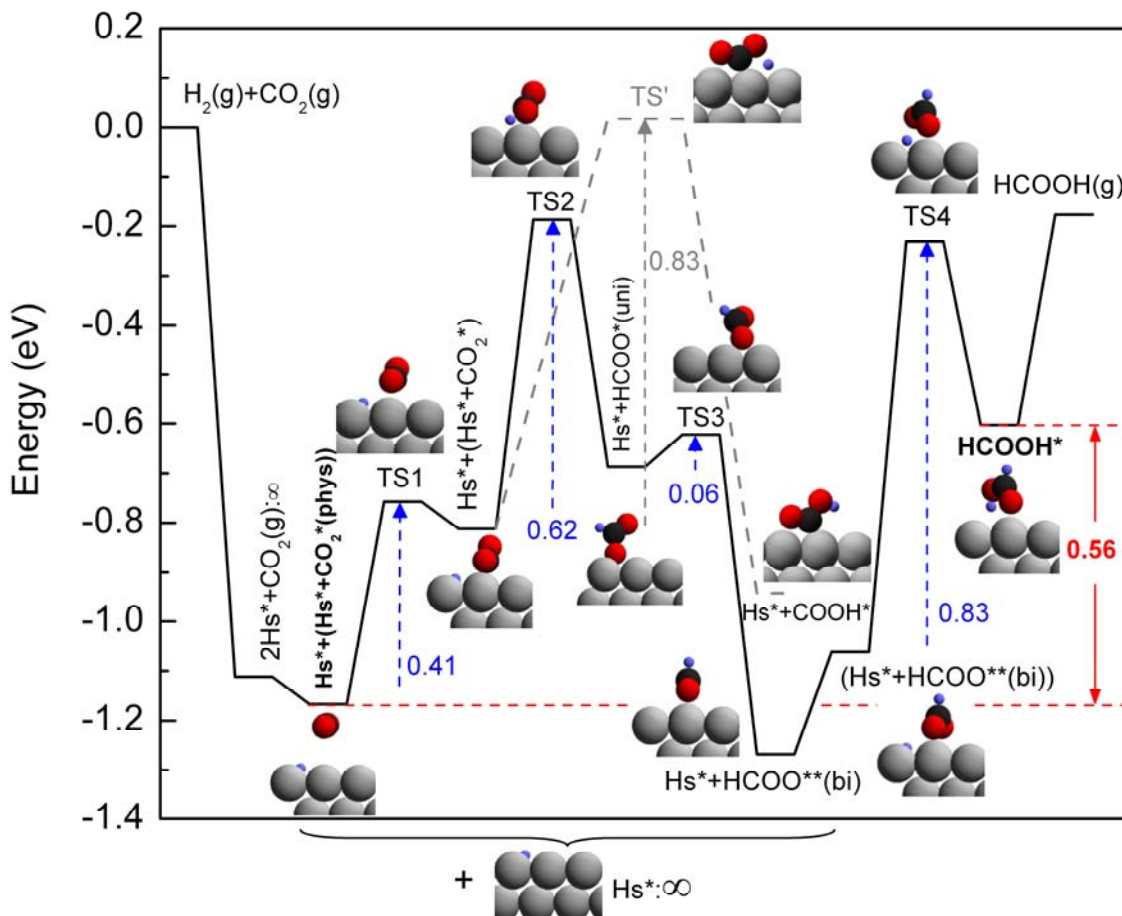 Energy (eV)
0.2
0.0
-0.2
-0.4
-0.6
-0.8
-1.0
-1.2
-1.4
H₂(g)+CO₂(g)
2Hs*+CO₂(g):∞
Hs*+(Hs*+CO₂*(phys))
TS1
0.41
Hs*+(Hs*+CO₂*)
TS2
0.62
Hs*+HCOO*(uni)
TS'
0.83
TS3
0.06
Hs*+COOH*
Hs*+HCOO**(bi)
(Hs*+HCOO**(bi))
TS4
0.83
HCOOH*
0.56
HCOOH(g)
+
Hs*:∞